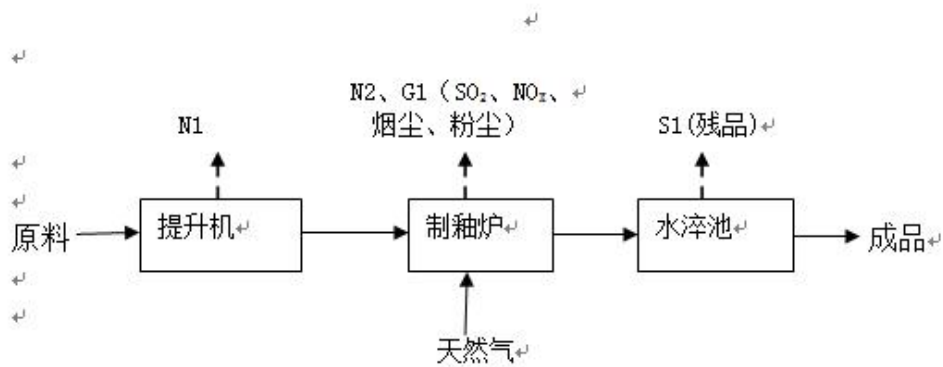 N2、G1（SO₂、NOₓ、
烟尘、粉尘）
N1
S1(残品)
原料
提升机
制釉炉
水淬池
成品
天然气